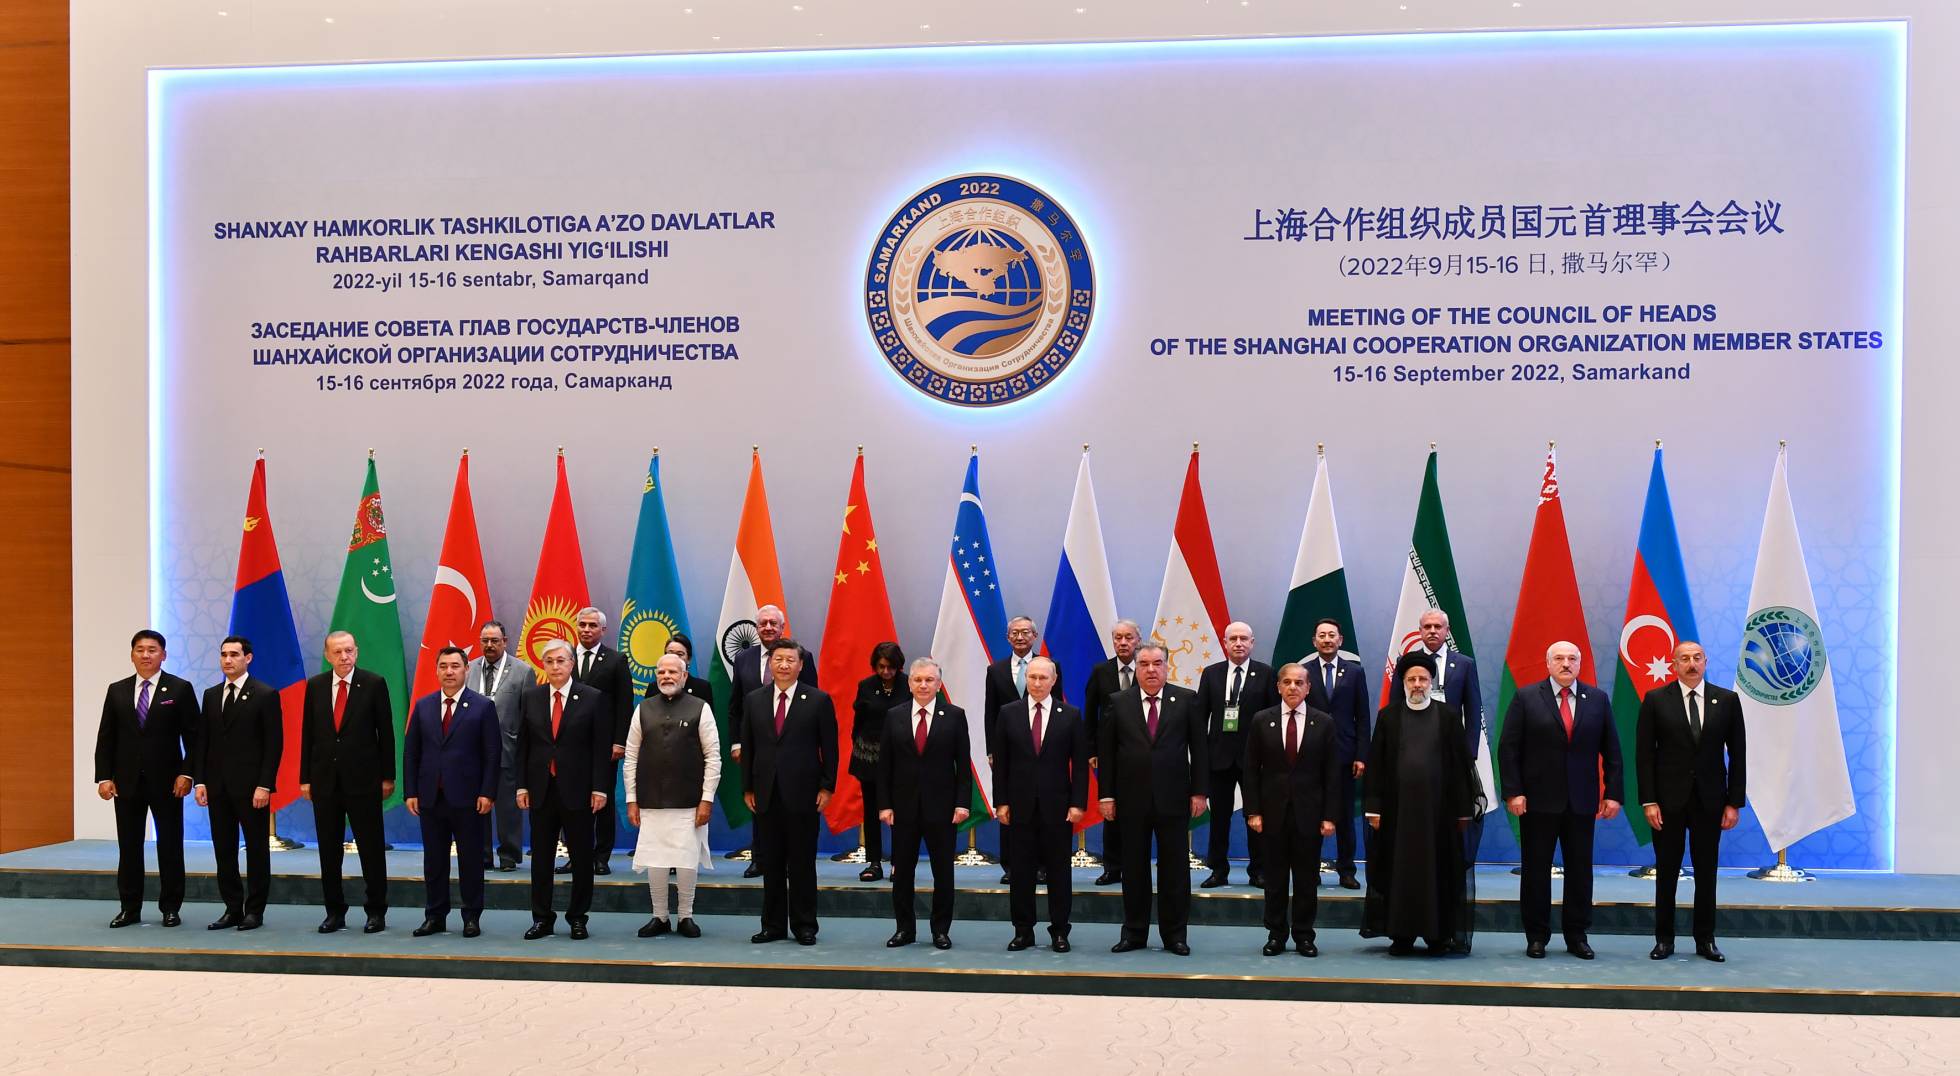 SHANXAY HAMKORLIK TASHKILOTIGA A’ZO DAVLATLAR
RAHBARLARI KENGASHI YIG‘ILISHI
2022-yil 15-16 sentabr, Samarqand
ЗАСЕДАНИЕ СОВЕТА ГЛАВ ГОСУДАРСТВ-ЧЛЕНОВ
ШАНХАЙСКОЙ ОРГАНИЗАЦИИ СОТРУДНИЧЕСТВА
15-16 сентября 2022 года, Самарканд
SAMARKAND 2022 撒马尔罕
上海合作组织
Шанхайская Организация Сотрудничества
上海合作组织成员国元首理事会会议
（2022年9月15-16 日, 撒马尔罕）
MEETING OF THE COUNCIL OF HEADS
OF THE SHANGHAI COOPERATION ORGANIZATION MEMBER STATES
15-16 September 2022, Samarkand